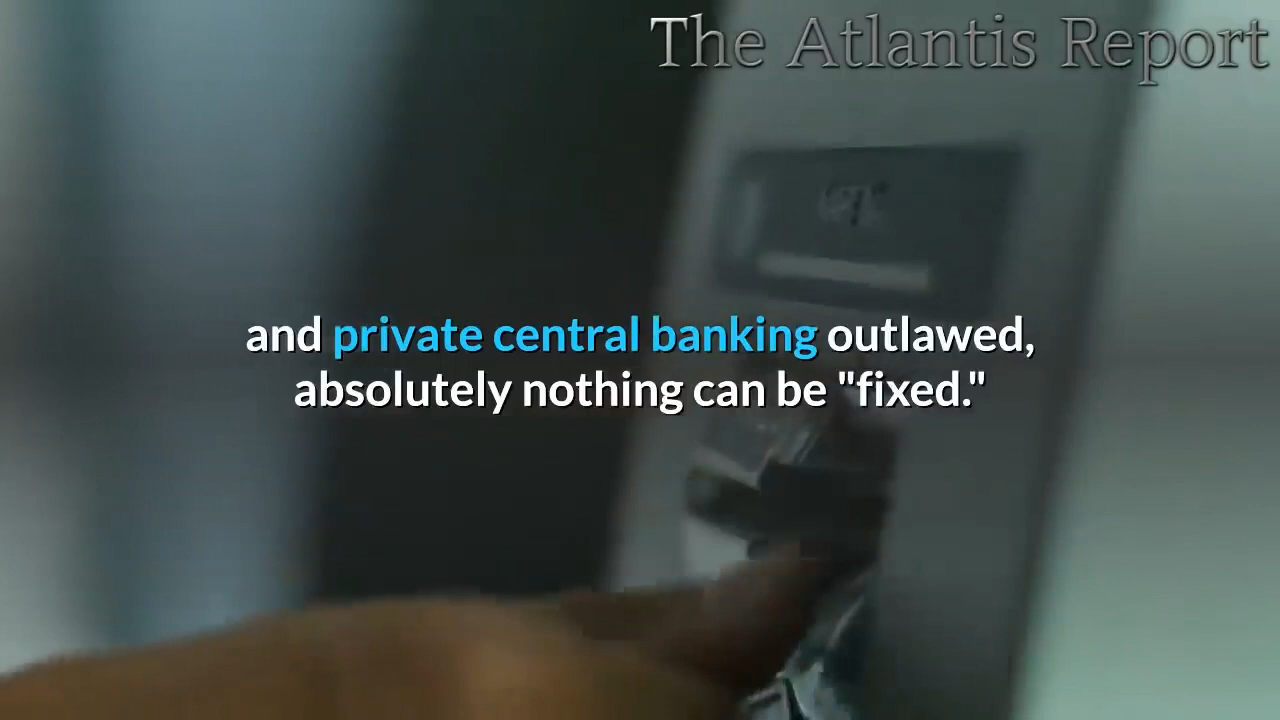 The Atlantis Report
and private central banking outlawed,
absolutely nothing can be "fixed."